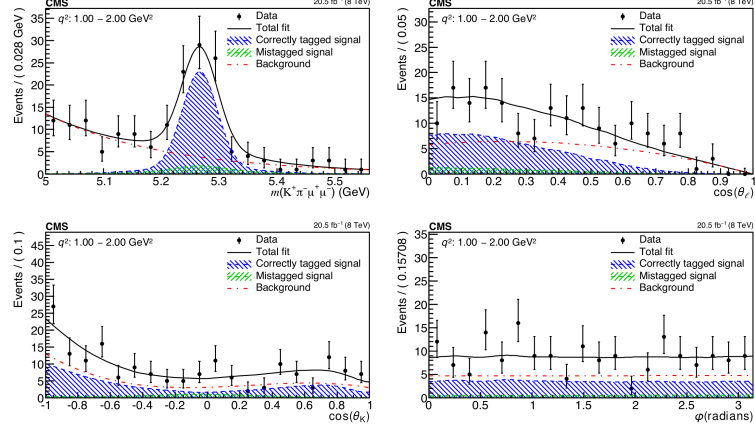 CMS 20.5 fb⁻¹ (8 TeV)
q²: 1.00 − 2.00 GeV²
Data
Total fit
Correctly tagged signal
Mistagged signal
Background
Events / ( 0.028 GeV )
35
30
25
20
15
10
5
0
5 5.1 5.2 5.3 5.4 5.5
m(K⁺π⁻μ⁺μ⁻) (GeV)
CMS 20.5 fb⁻¹ (8 TeV)
q²: 1.00 − 2.00 GeV²
Data
Total fit
Correctly tagged signal
Mistagged signal
Background
Events / ( 0.05 )
30
25
20
15
10
5
0
0 0.1 0.2 0.3 0.4 0.5 0.6 0.7 0.8 0.9 1
cos(θℓ)
CMS 20.5 fb⁻¹ (8 TeV)
q²: 1.00 − 2.00 GeV²
Data
Total fit
Correctly tagged signal
Mistagged signal
Background
Events / ( 0.1 )
45
40
35
30
25
20
15
10
5
0
-1 -0.8 -0.6 -0.4 -0.2 0 0.2 0.4 0.6 0.8 1
cos(θK)
CMS 20.5 fb⁻¹ (8 TeV)
q²: 1.00 − 2.00 GeV²
Data
Total fit
Correctly tagged signal
Mistagged signal
Background
Events / ( 0.15708 )
35
30
25
20
15
10
5
0
0 0.5 1 1.5 2 2.5 3
φ(radians)